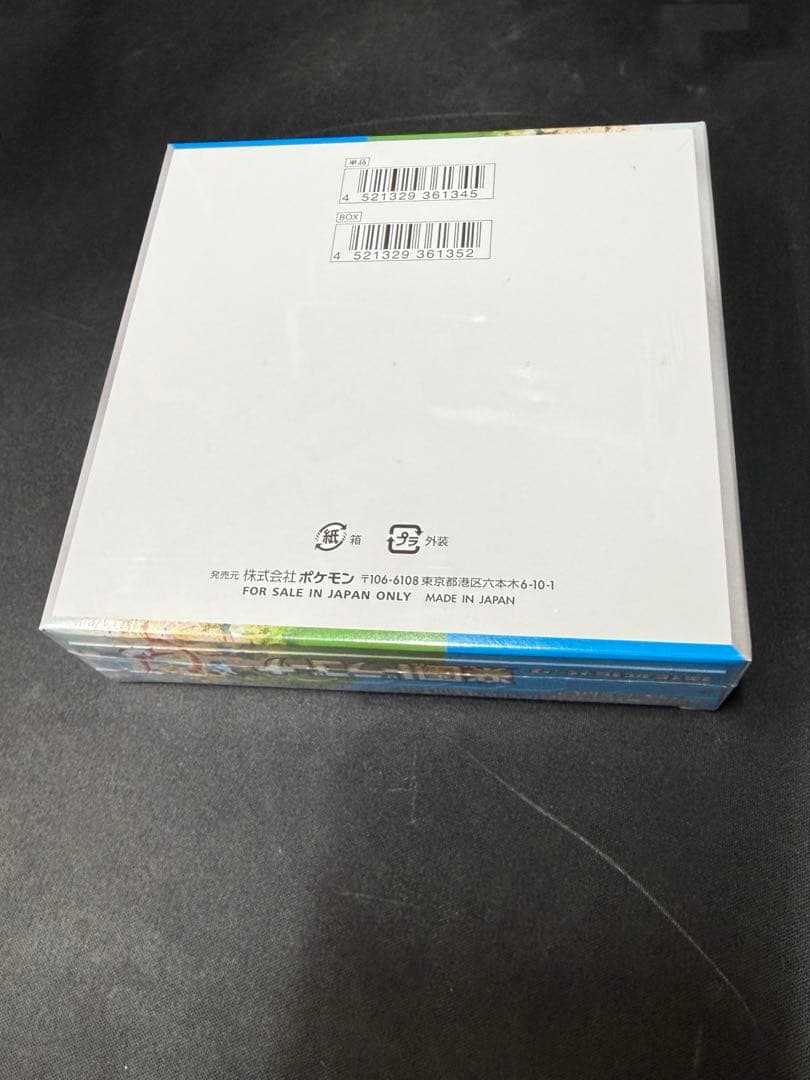 単品
4 521329 361345
BOX
4 521329 361352
紙 箱 プラ 外装
発売元 株式会社 ポケモン 〒106-6108 東京都港区六本木6-10-1
FOR SALE IN JAPAN ONLY MADE IN JAPAN